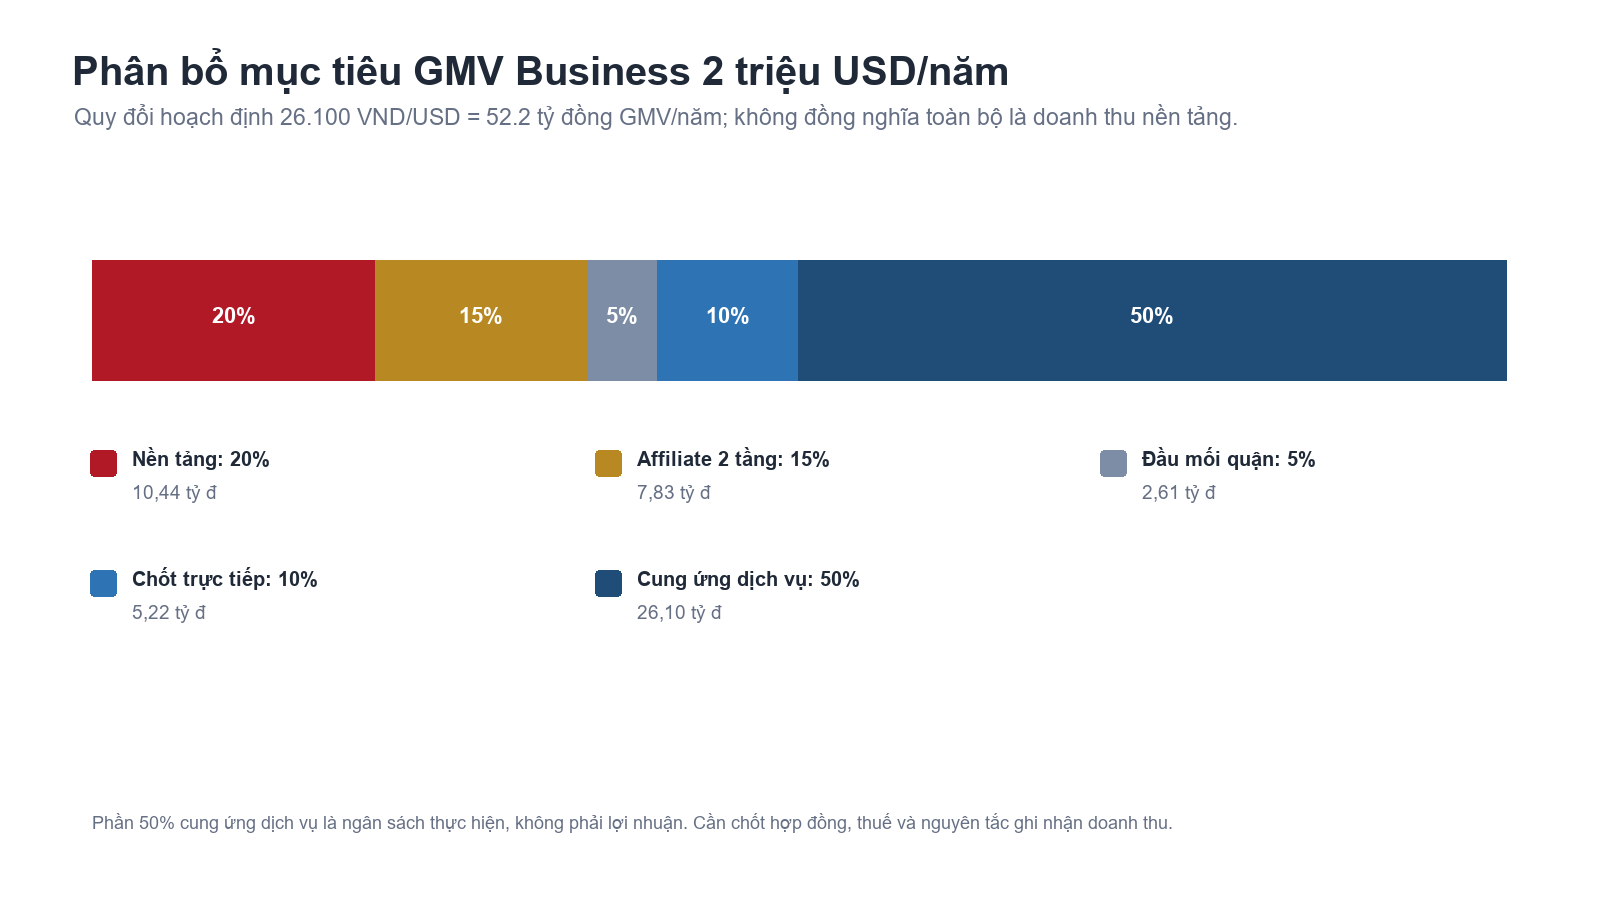 Phân bổ mục tiêu GMV Business 2 triệu USD/năm
Quy đổi hoạch định 26.100 VND/USD = 52.2 tỷ đồng GMV/năm; không đồng nghĩa toàn bộ là doanh thu nền tảng.
20% 15% 5% 10% 50%
Nền tảng: 20%
10,44 tỷ đ
Affiliate 2 tầng: 15%
7,83 tỷ đ
Đầu mối quận: 5%
2,61 tỷ đ
Chốt trực tiếp: 10%
5,22 tỷ đ
Cung ứng dịch vụ: 50%
26,10 tỷ đ
Phần 50% cung ứng dịch vụ là ngân sách thực hiện, không phải lợi nhuận. Cần chốt hợp đồng, thuế và nguyên tắc ghi nhận doanh thu.